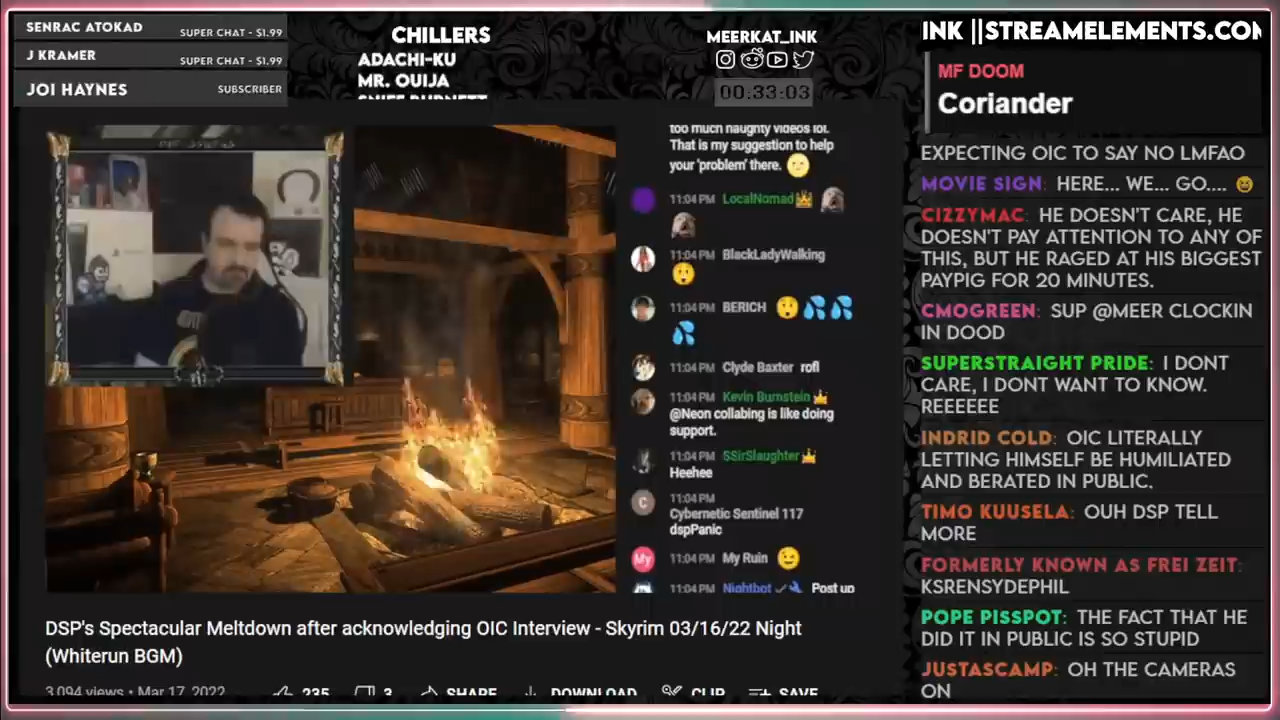 SENRAC ATOKAD
SUPER CHAT - $1.99
J KRAMER
SUPER CHAT - $1.99
JOI HAYNES
SUBSCRIBER
CHILLERS
ADACHI-KU
MR. OUIJA
MEERKAT_INK
00:33:03
INK ||STREAMELEMENTS.COM
MF DOOM
Coriander
too much naughty videos lol.
That is my suggestion to help
your 'problem' there.
11:04 PM LocalNomad
11:04 PM BlackLadyWalking
11:04 PM BERICH
11:04 PM Clyde Baxter rofl
11:04 PM Kevin Burnstein
@Neon collabing is like doing
support.
11:04 PM SSirSlaughter
Heehee
C
11:04 PM
Cybernetic Sentinel 117
dspPanic
My
11:04 PM My Ruin
11:04 PM Nightbot Post up
DSP's Spectacular Meltdown after acknowledging OIC Interview - Skyrim 03/16/22 Night
(Whiterun BGM)
3,094 views • Mar 17, 2022
235
3
SHARE
DOWNLOAD
CLIP
SAVE
EXPECTING OIC TO SAY NO LMFAO
MOVIE SIGN: HERE... WE... GO....
CIZZYMAC: HE DOESN'T CARE, HE
DOESN'T PAY ATTENTION TO ANY OF
THIS, BUT HE RAGED AT HIS BIGGEST
PAYPIG FOR 20 MINUTES.
CMOGREEN: SUP @MEER CLOCKIN
IN DOOD
SUPERSTRAIGHT PRIDE: I DONT
CARE, I DONT WANT TO KNOW.
REEEEEE
INDRID COLD: OIC LITERALLY
LETTING HIMSELF BE HUMILIATED
AND BERATED IN PUBLIC.
TIMO KUUSELA: OUH DSP TELL
MORE
FORMERLY KNOWN AS FREI ZEIT:
KSRENSYDEPHIL
POPE PISSPOT: THE FACT THAT HE
DID IT IN PUBLIC IS SO STUPID
JUSTASCAMP: OH THE CAMERAS
ON